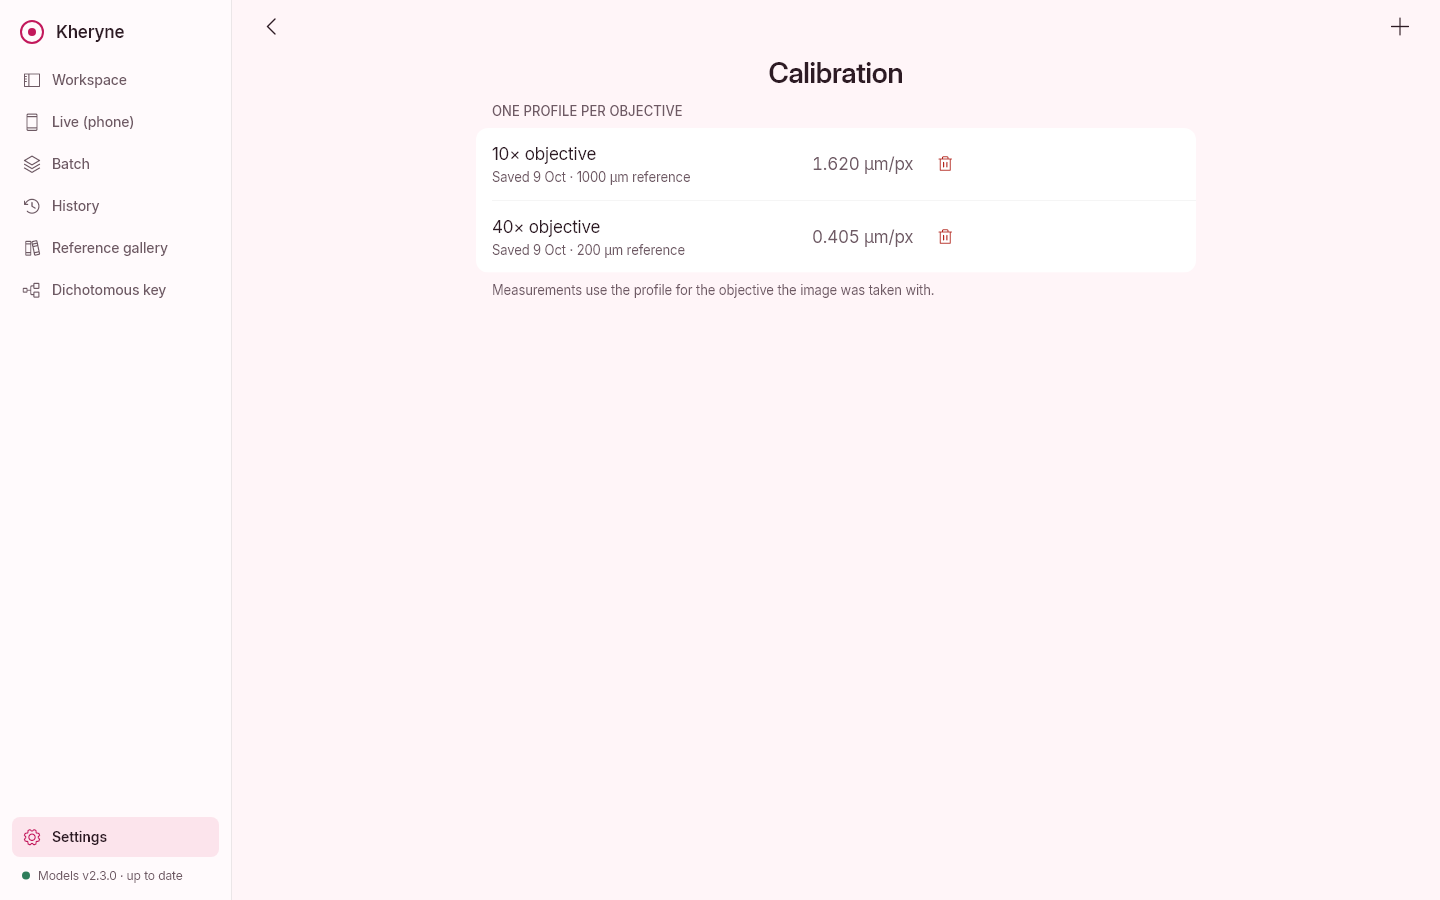 Kheryne
Workspace
Live (phone)
Batch
History
Reference gallery
Dichotomous key
Settings
Models v2.3.0 · up to date
Calibration
ONE PROFILE PER OBJECTIVE
10× objective
Saved 9 Oct · 1000 µm reference
1.620 µm/px
40× objective
Saved 9 Oct · 200 µm reference
0.405 µm/px
Measurements use the profile for the objective the image was taken with.